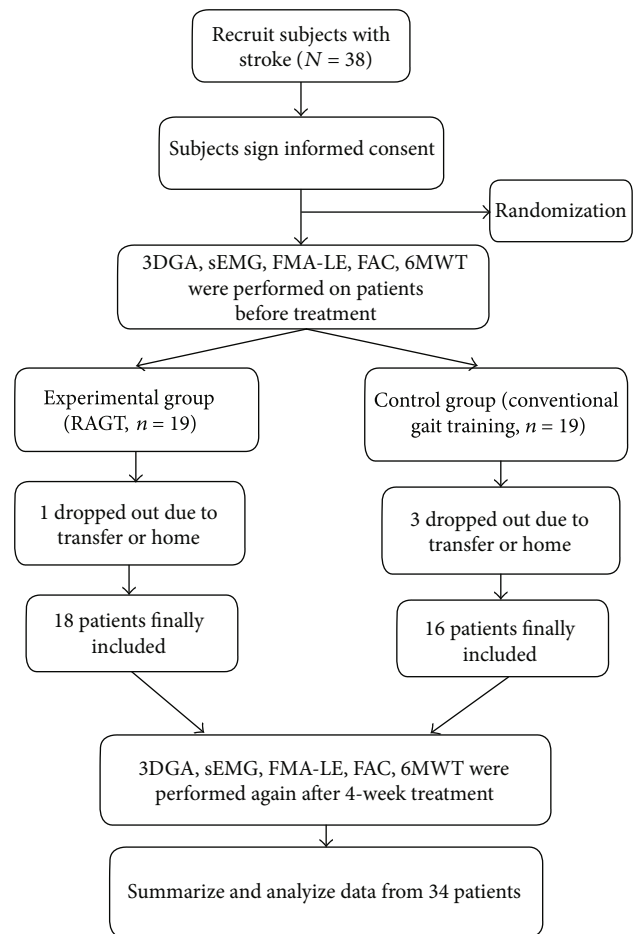 Recruit subjects with
stroke (N = 38)
Subjects sign informed consent
Randomization
3DGA, sEMG, FMA-LE, FAC, 6MWT
were performed on patients
before treatment
Experimental group
(RAGT, n = 19)
Control group (conventional
gait training, n = 19)
1 dropped out due to
transfer or home
3 dropped out due to
transfer or home
18 patients finally
included
16 patients finally
included
3DGA, sEMG, FMA-LE, FAC, 6MWT were
performed again after 4-week treatment
Summarize and analyize data from 34 patients